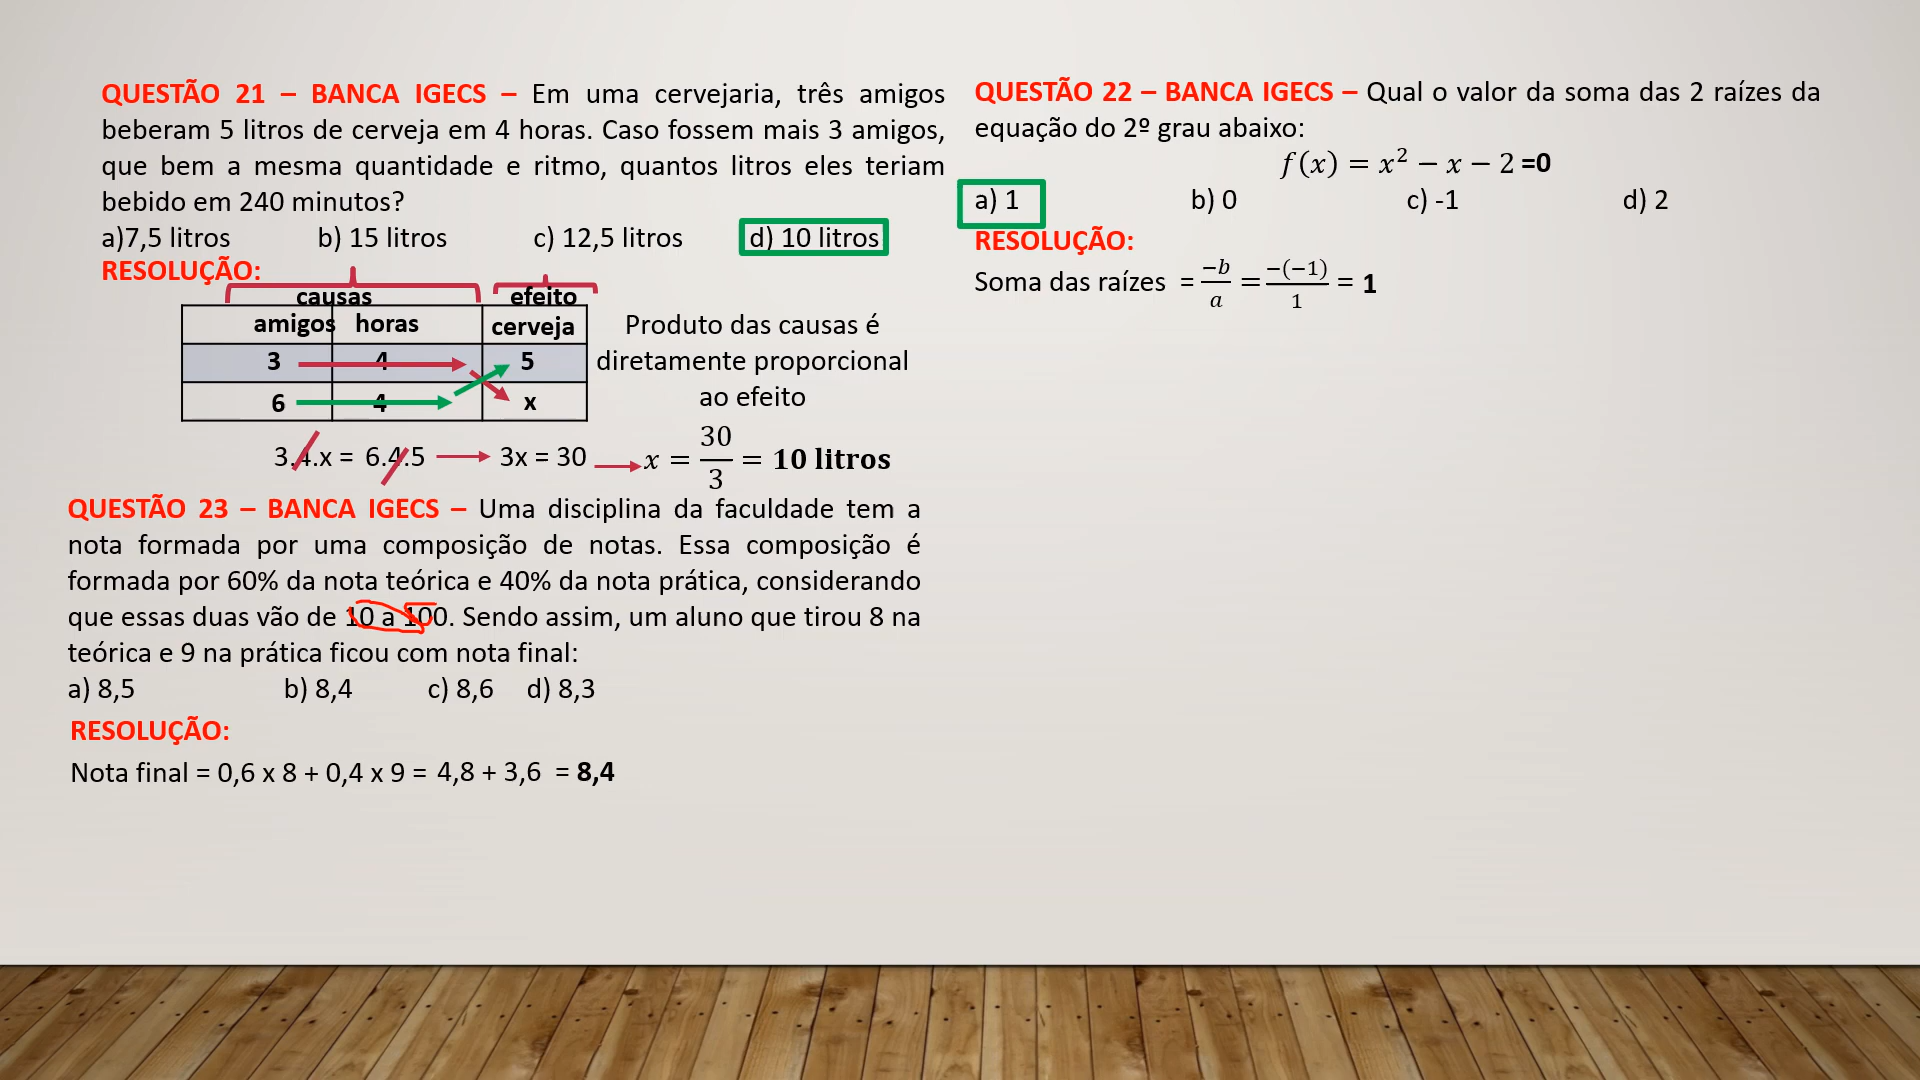 QUESTÃO 21 – BANCA IGECS – Em uma cervejaria, três amigos
beberam 5 litros de cerveja em 4 horas. Caso fossem mais 3 amigos,
que bem a mesma quantidade e ritmo, quantos litros eles teriam
bebido em 240 minutos?
a)7,5 litros b) 15 litros c) 12,5 litros d) 10 litros
RESOLUÇÃO:
causas efeito
amigos horas cerveja
3 4 5
6 4 x
Produto das causas é
diretamente proporcional
ao efeito
3.4.x = 6.4.5 3x = 30 x = 30/3 = 10 litros
QUESTÃO 22 – BANCA IGECS – Qual o valor da soma das 2 raízes da
equação do 2º grau abaixo:
f(x) = x² − x − 2 =0
a) 1 b) 0 c) -1 d) 2
RESOLUÇÃO:
Soma das raízes = −b/a = −(−1)/1 = 1
QUESTÃO 23 – BANCA IGECS – Uma disciplina da faculdade tem a
nota formada por uma composição de notas. Essa composição é
formada por 60% da nota teórica e 40% da nota prática, considerando
que essas duas vão de 10 a 100. Sendo assim, um aluno que tirou 8 na
teórica e 9 na prática ficou com nota final:
a) 8,5 b) 8,4 c) 8,6 d) 8,3
RESOLUÇÃO:
Nota final = 0,6 x 8 + 0,4 x 9 = 4,8 + 3,6 = 8,4